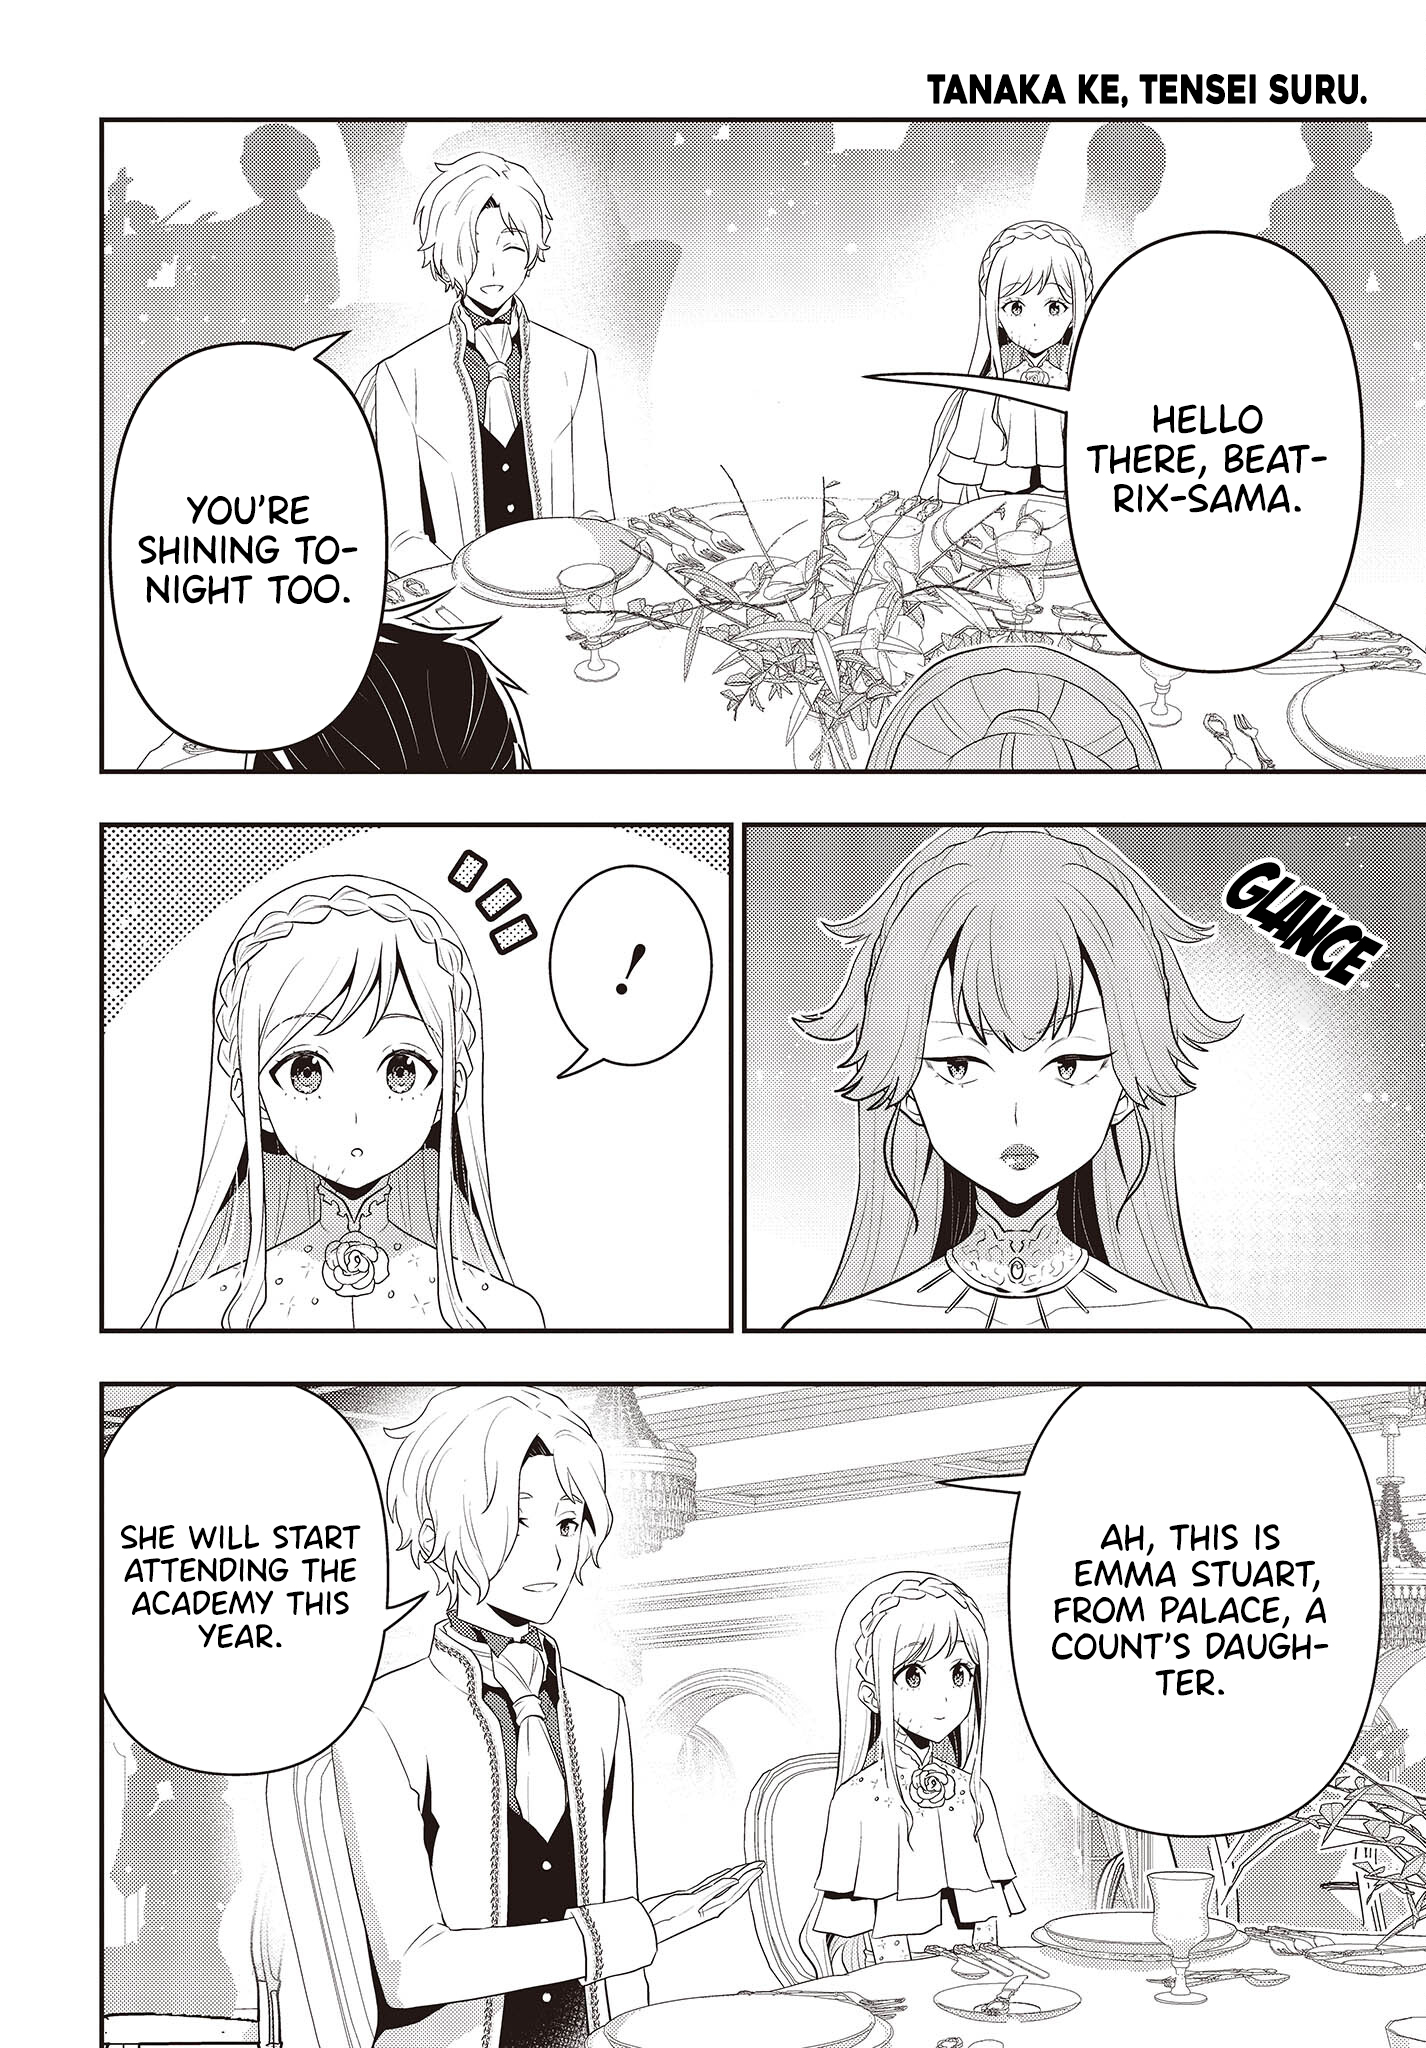 TANAKA KE, TENSEI SURU.
HELLO
THERE, BEAT-
RIX-SAMA.
YOU'RE
SHINING TO-
NIGHT TOO.
GLANCE
!
AH, THIS IS
EMMA STUART,
FROM PALACE, A
COUNT'S DAUGH-
TER.
SHE WILL START
ATTENDING THE
ACADEMY THIS
YEAR.